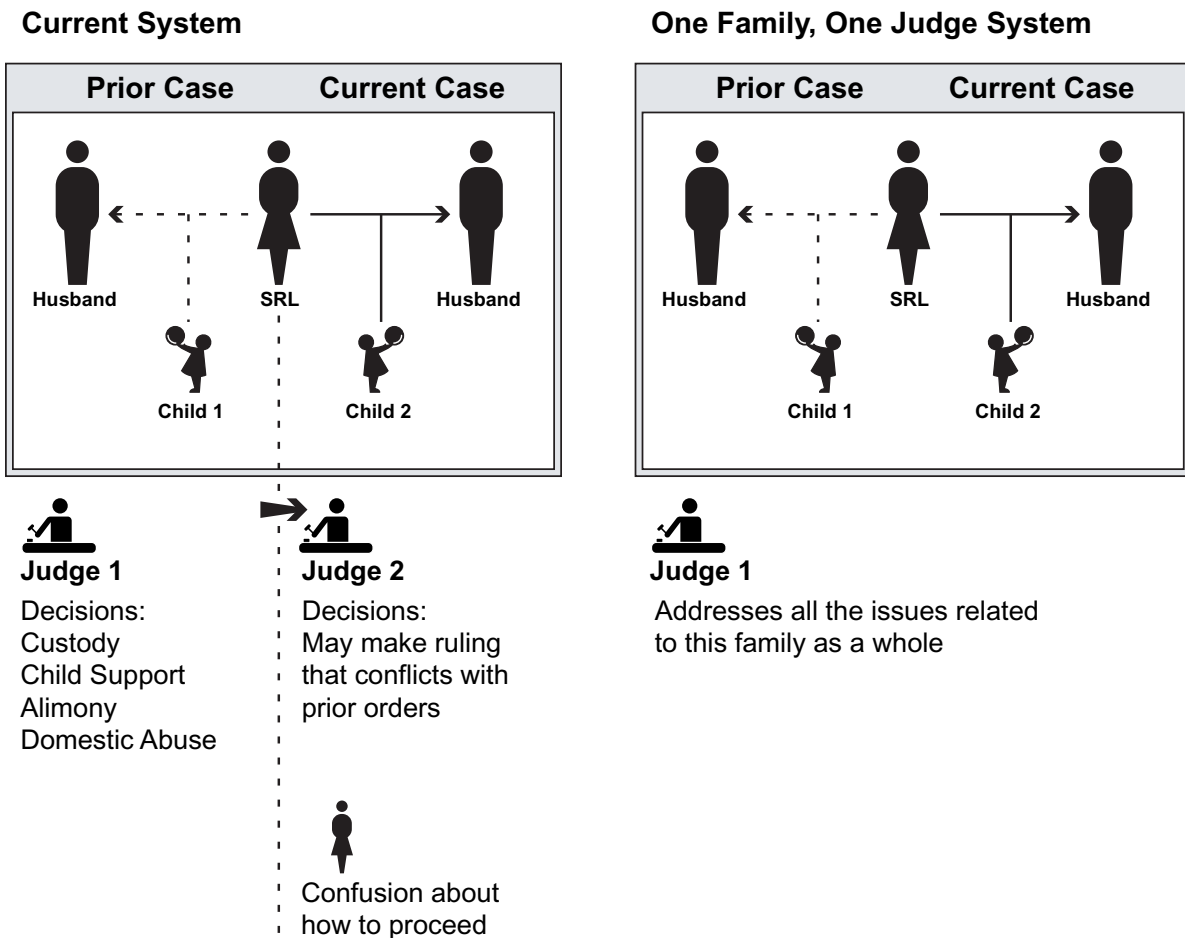 Current System
Prior Case Current Case
Husband SRL Husband
Child 1 Child 2
Judge 1
Decisions:
Custody
Child Support
Alimony
Domestic Abuse
Judge 2
Decisions:
May make ruling
that conflicts with
prior orders
Confusion about
how to proceed
One Family, One Judge System
Prior Case Current Case
Husband SRL Husband
Child 1 Child 2
Judge 1
Addresses all the issues related
to this family as a whole